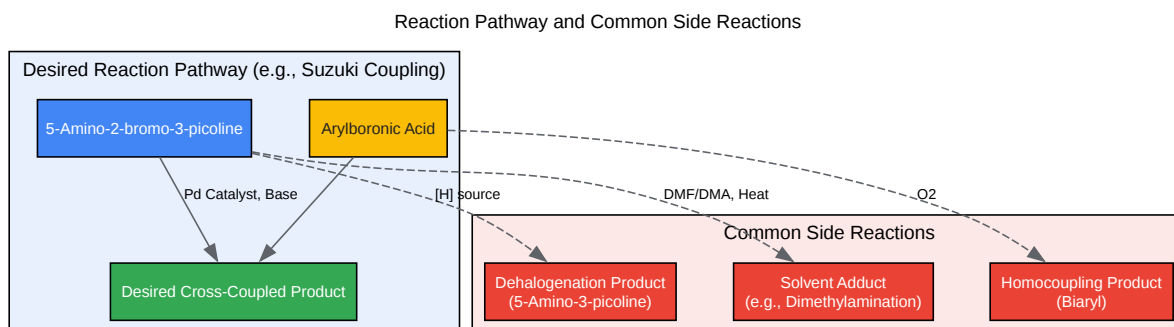 Reaction Pathway and Common Side Reactions
Desired Reaction Pathway (e.g., Suzuki Coupling)
5-Amino-2-bromo-3-picoline
Arylboronic Acid
Pd Catalyst, Base
[H] source
DMF/DMA, Heat
O2
Common Side Reactions
Desired Cross-Coupled Product
Dehalogenation Product
(5-Amino-3-picoline)
Solvent Adduct
(e.g., Dimethylamination)
Homocoupling Product
(Biaryl)